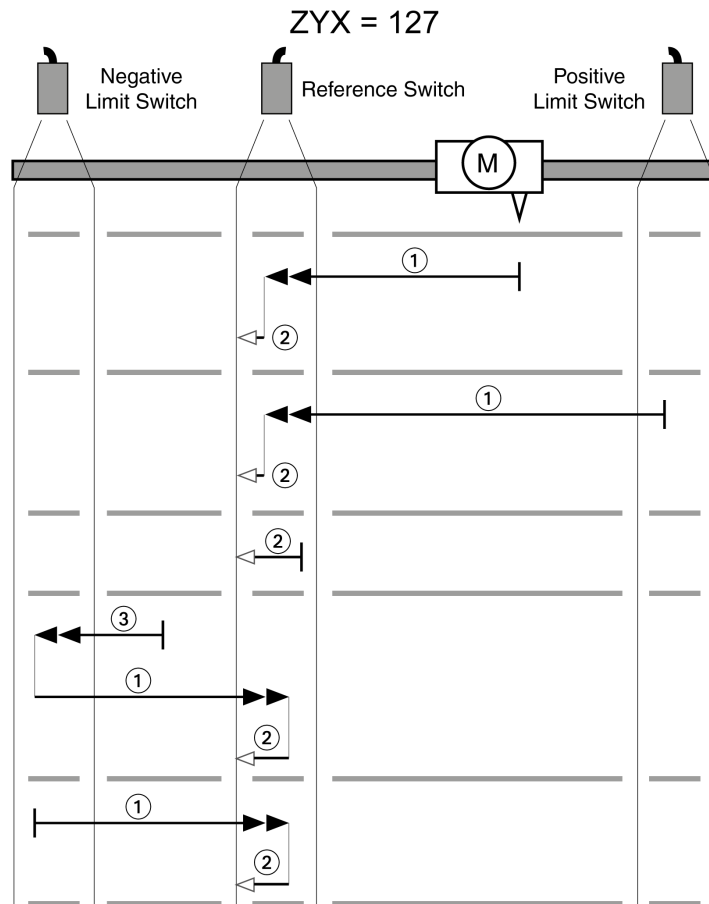 ZYX = 127
Negative
Limit Switch
Reference Switch
Positive
Limit Switch
M
1
2
1
2
2
3
1
2
1
2